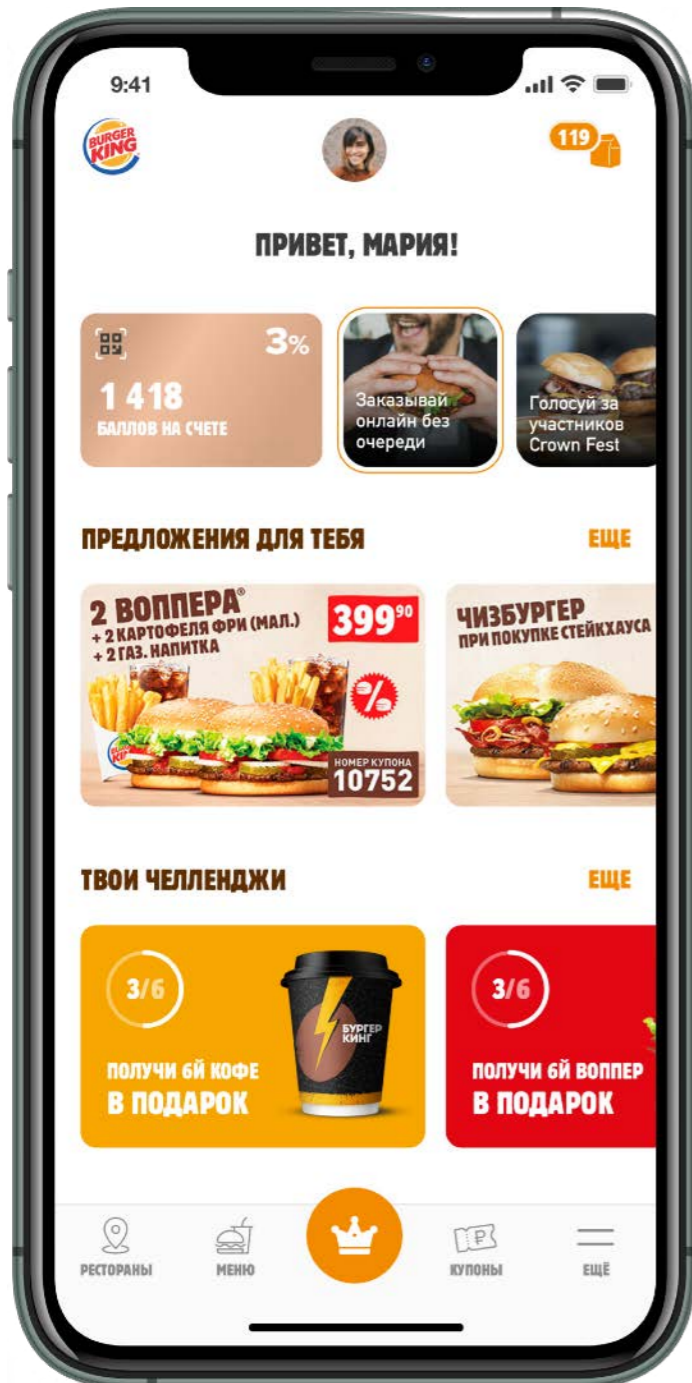 9:41
BURGER
KING
119
ПРИВЕТ, МАРИЯ!
3%
1 418
БАЛЛОВ НА СЧЕТЕ
Заказывай
онлайн без
очереди
Голосуй за
участников
Crown Fest
ПРЕДЛОЖЕНИЯ ДЛЯ ТЕБЯ
ЕЩЕ
2 ВОППЕРА®
+ 2 КАРТОФЕЛЯ ФРИ (МАЛ.)
+ 2 ГАЗ. НАПИТКА
399⁹⁰
%
НОМЕР КУПОНА
10752
ЧИЗБУРГЕР
ПРИ ПОКУПКЕ СТЕЙКХАУСА
ТВОИ ЧЕЛЛЕНДЖИ
ЕЩЕ
3/6
БУРГЕР
КИНГ
ПОЛУЧИ 6Й КОФЕ
В ПОДАРОК
3/6
ПОЛУЧИ 6Й ВОППЕР
В ПОДАРОК
РЕСТОРАНЫ
МЕНЮ
₽
КУПОНЫ
ЕЩЁ